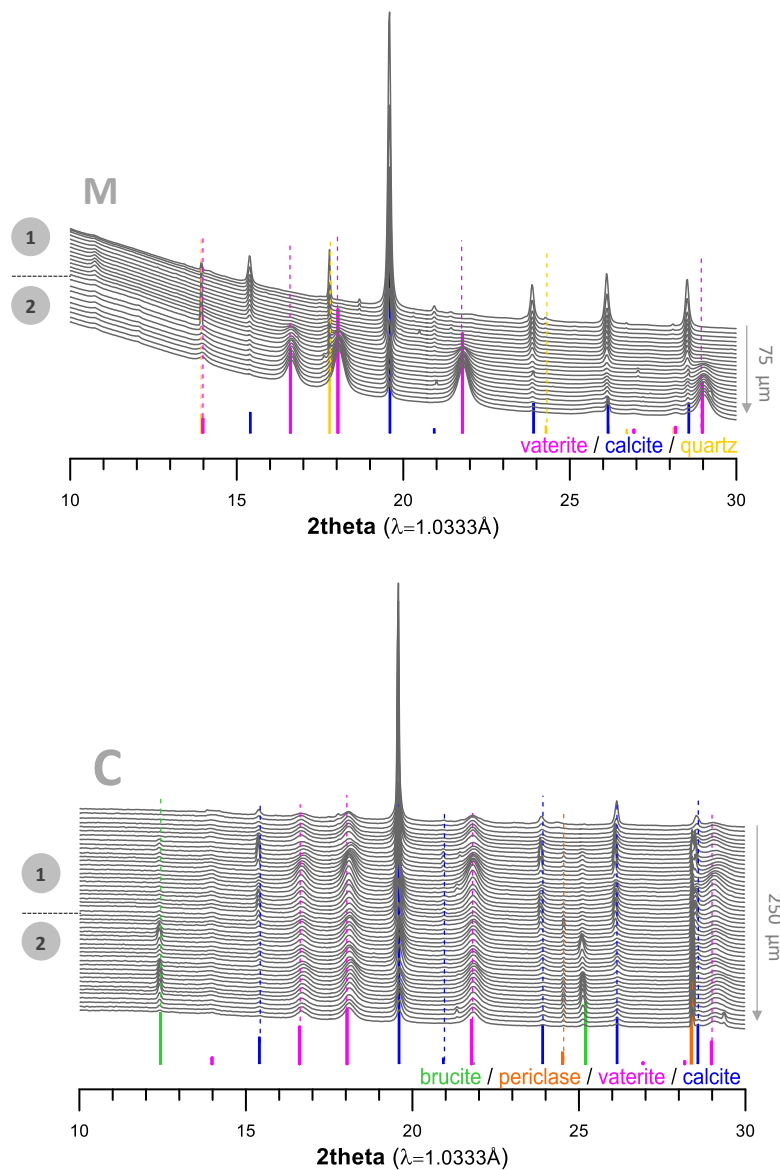 M
1
2
75 µm
vaterite / calcite / quartz
10 15 20 25 30
2theta (λ=1.0333Å)
C
1
2
250 µm
brucite / periclase / vaterite / calcite
10 15 20 25 30
2theta (λ=1.0333Å)